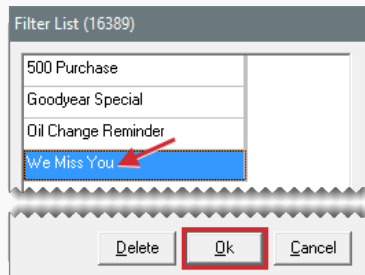 Filter List (16389)
500 Purchase
Goodyear Special
Oil Change Reminder
We Miss You
Delete Ok Cancel